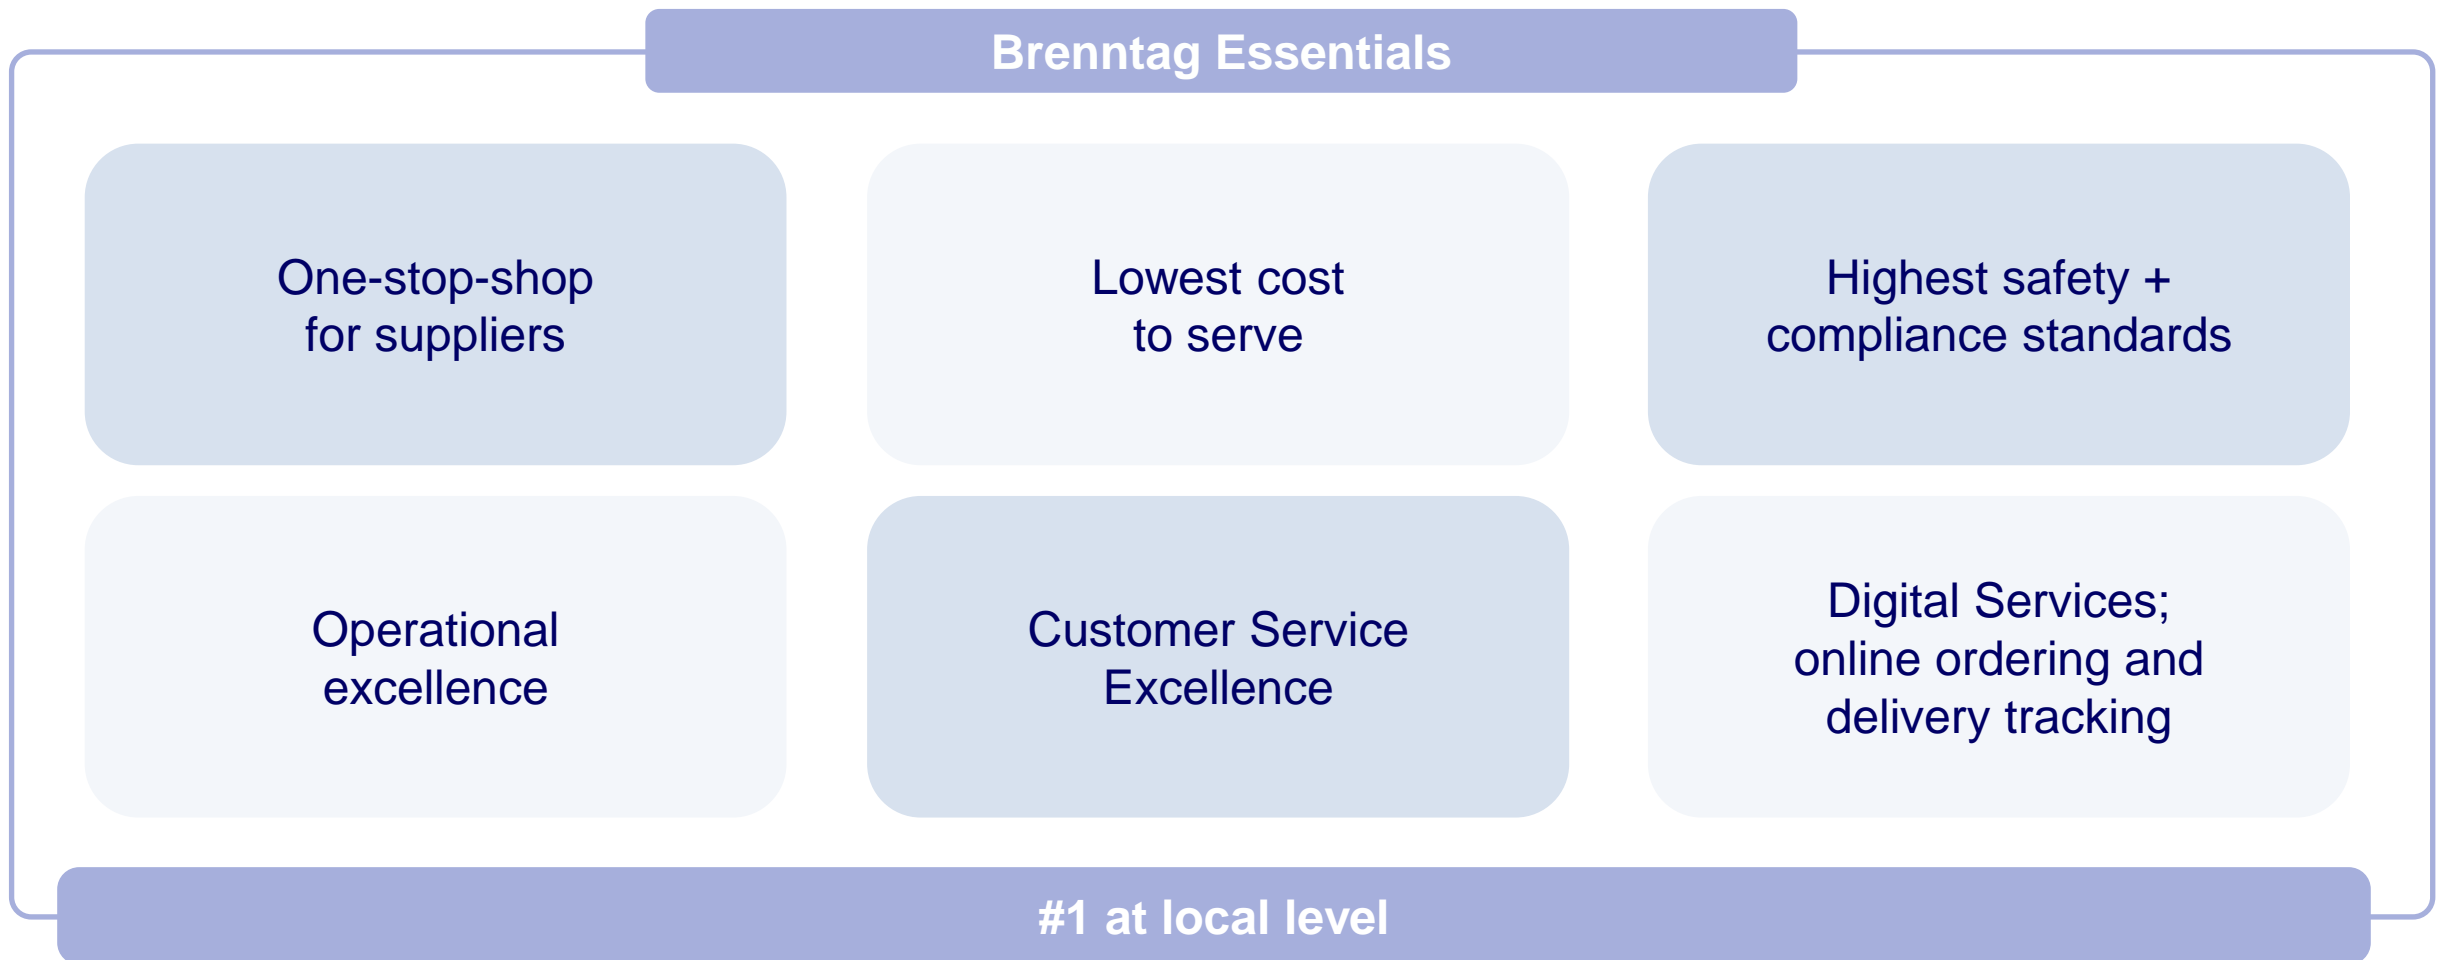 Brenntag Essentials
One-stop-shop
for suppliers
Lowest cost
to serve
Highest safety +
compliance standards
Operational
excellence
Customer Service
Excellence
Digital Services;
online ordering and
delivery tracking
#1 at local level